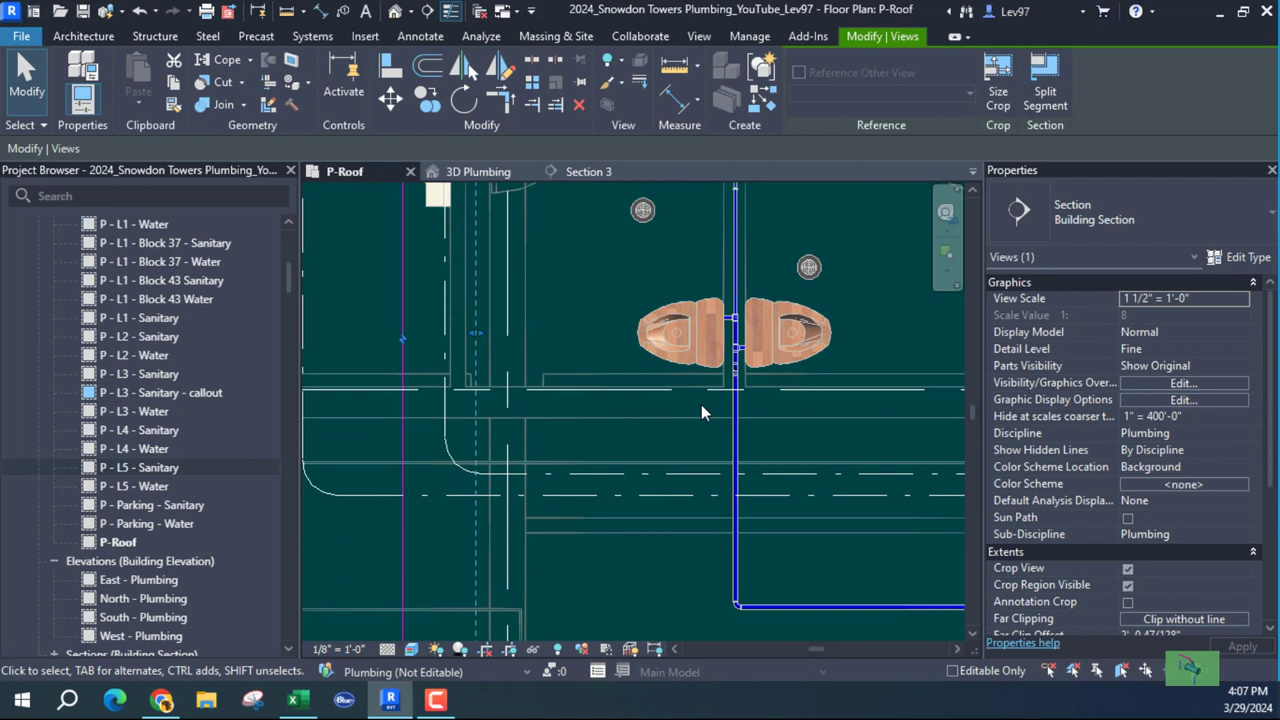 2024_Snowdon Towers Plumbing_YouTube_Lev97 - Floor Plan: P-Roof
Lev97
File
Architecture
Structure
Steel
Precast
Systems
Insert
Annotate
Analyze
Massing & Site
Collaborate
View
Manage
Add-Ins
Modify | Views
Modify
Paste
Cope
Cut
Join
Activate
Reference Other View
Size
Crop
Split
Segment
Select
Properties
Clipboard
Geometry
Controls
Modify
View
Measure
Create
Reference
Crop
Section
Modify | Views
Project Browser - 2024_Snowdon Towers Plumbing_Yo...
Search
P - L1 - Water
P - L1 - Block 37 - Sanitary
P - L1 - Block 37 - Water
P - L1 - Block 43 Sanitary
P - L1 - Block 43 Water
P - L1 - Sanitary
P - L2 - Sanitary
P - L2 - Water
P - L3 - Sanitary
P - L3 - Sanitary - callout
P - L3 - Water
P - L4 - Sanitary
P - L4 - Water
P - L5 - Sanitary
P - L5 - Water
P - Parking - Sanitary
P - Parking - Water
P-Roof
Elevations (Building Elevation)
East - Plumbing
North - Plumbing
South - Plumbing
West - Plumbing
Sections (Building Section)
P-Roof
3D Plumbing
Section 3
Properties
Section
Building Section
Views (1)
Edit Type
Graphics
View Scale 1 1/2" = 1'-0"
Scale Value 1: 8
Display Model Normal
Detail Level Fine
Parts Visibility Show Original
Visibility/Graphics Over... Edit...
Graphic Display Options Edit...
Hide at scales coarser t... 1" = 400'-0"
Discipline Plumbing
Show Hidden Lines By Discipline
Color Scheme Location Background
Color Scheme <none>
Default Analysis Displa... None
Sun Path
Sub-Discipline Plumbing
Extents
Crop View
Crop Region Visible
Annotation Crop
Far Clipping Clip without line
Far Clip Offset 2'-0 47/128"
Properties help
Apply
1/8" = 1'-0"
Click to select, TAB for alternates, CTRL adds, SHIFT unselects.
Plumbing (Not Editable)
:0
Main Model
Editable Only
4:07 PM
3/29/2024